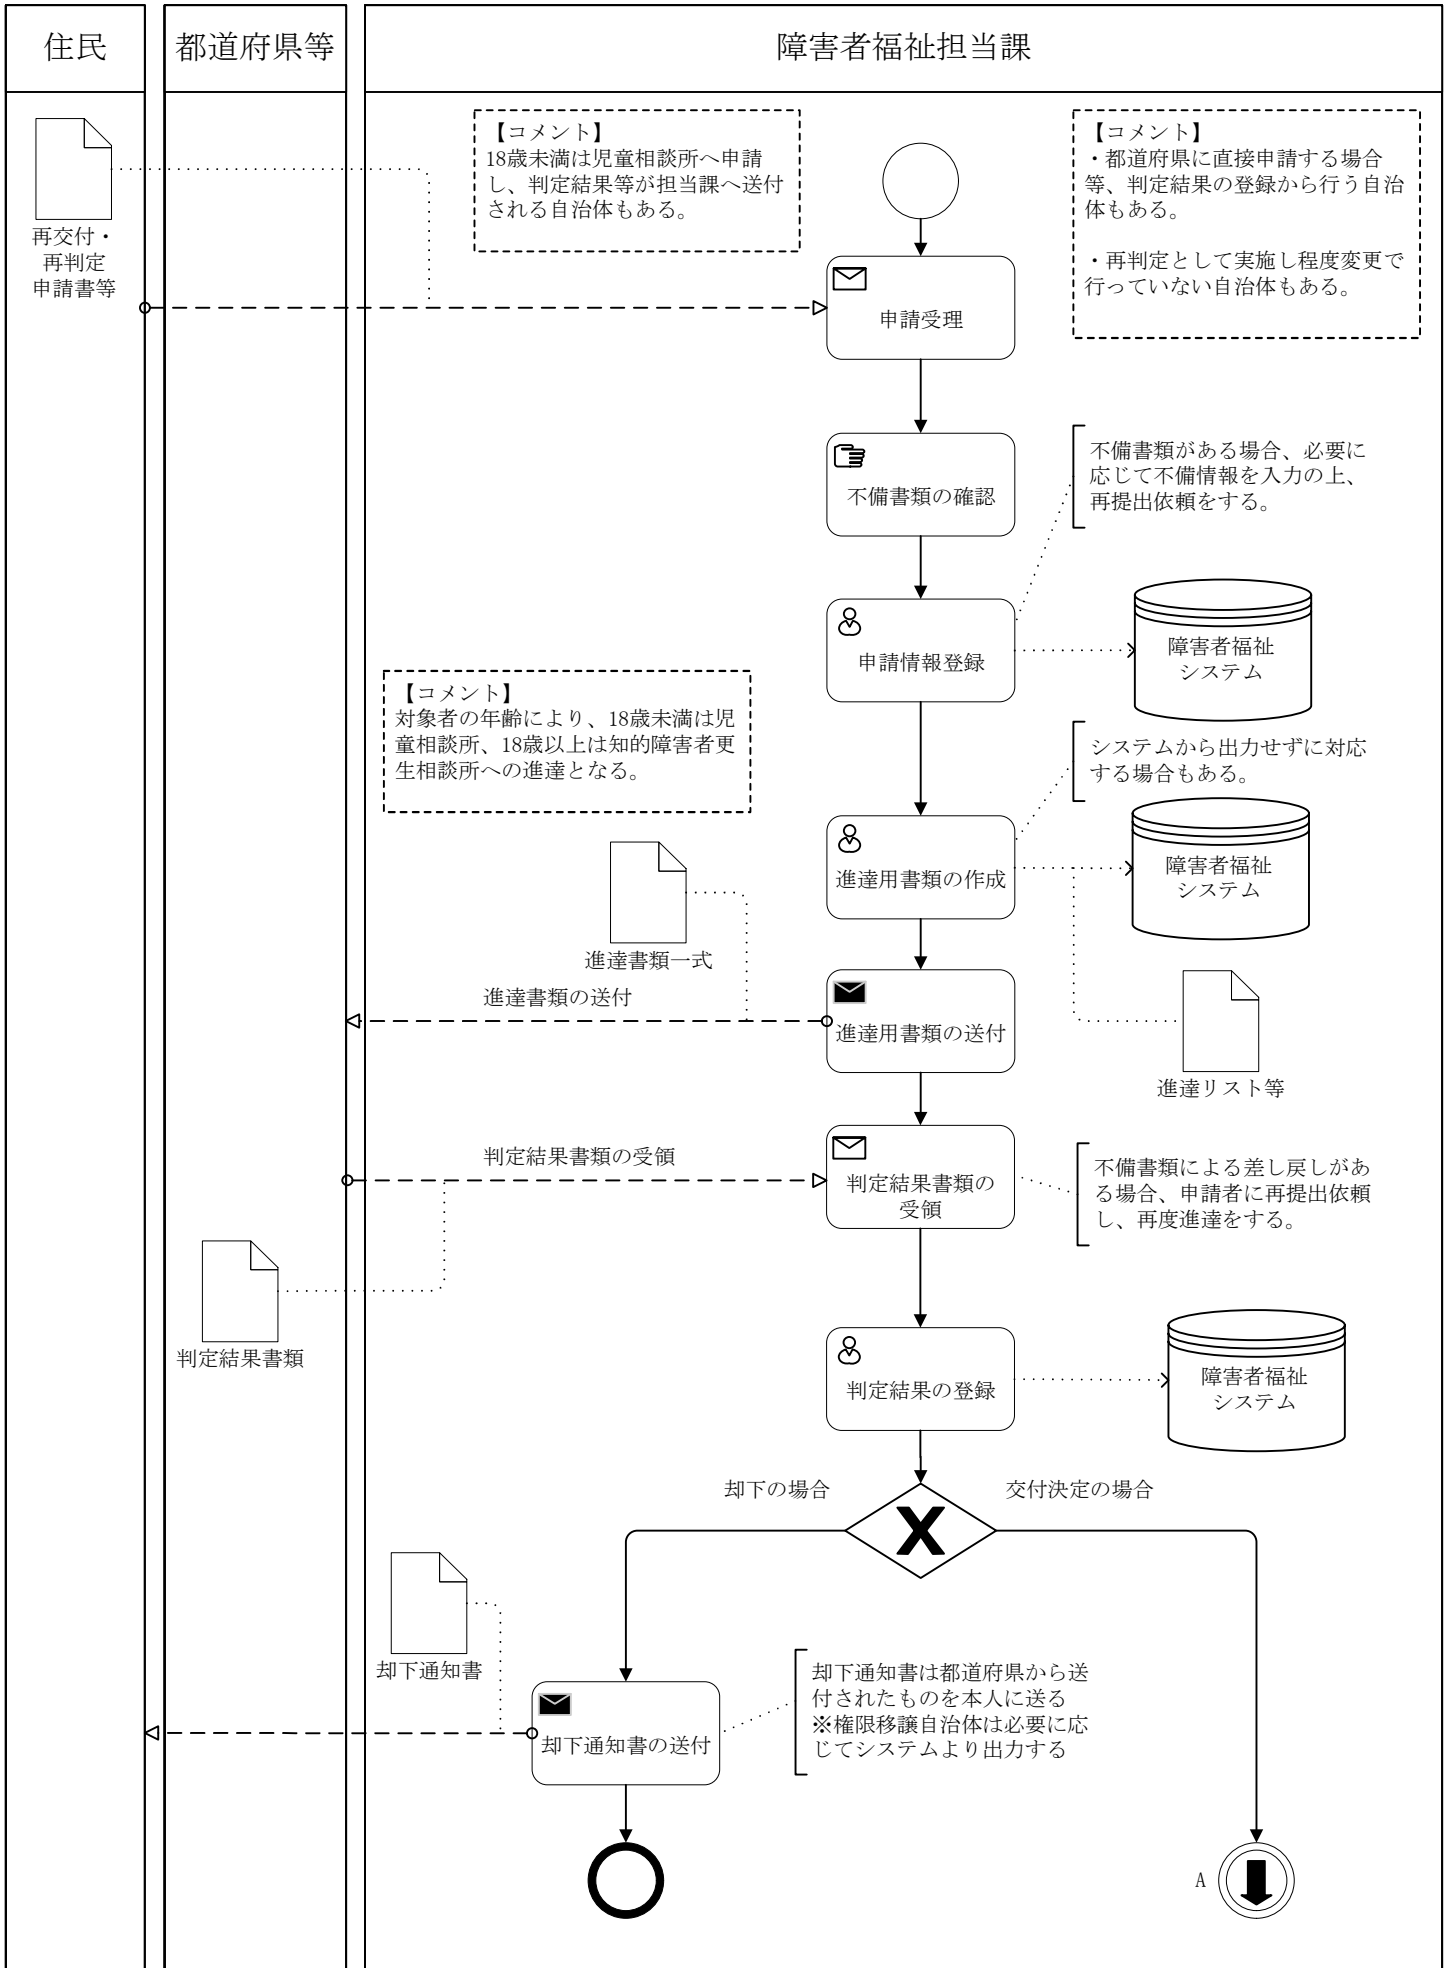 住民
都道府県等
障害者福祉担当課
【コメント】
18歳未満は児童相談所へ申請
し、判定結果等が担当課へ送付
される自治体もある。
【コメント】
・都道府県に直接申請する場合
等、判定結果の登録から行う自治
体もある。
・再判定として実施し程度変更で
行っていない自治体もある。
再交付・
再判定
申請書等
申請受理
不備書類の確認
不備書類がある場合、必要に
応じて不備情報を入力の上、
再提出依頼をする。
申請情報登録
障害者福祉
システム
【コメント】
対象者の年齢により、18歳未満は児
童相談所、18歳以上は知的障害者更
生相談所への進達となる。
システムから出力せずに対応
する場合もある。
進達用書類の作成
障害者福祉
システム
進達書類一式
進達書類の送付
進達用書類の送付
進達リスト等
判定結果書類の受領
判定結果書類の
受領
不備書類による差し戻しがあ
る場合、申請者に再提出依頼
し、再度進達をする。
判定結果書類
判定結果の登録
障害者福祉
システム
却下の場合
交付決定の場合
却下通知書
却下通知書の送付
却下通知書は都道府県から送
付されたものを本人に送る
※権限移譲自治体は必要に応
じてシステムより出力する
A